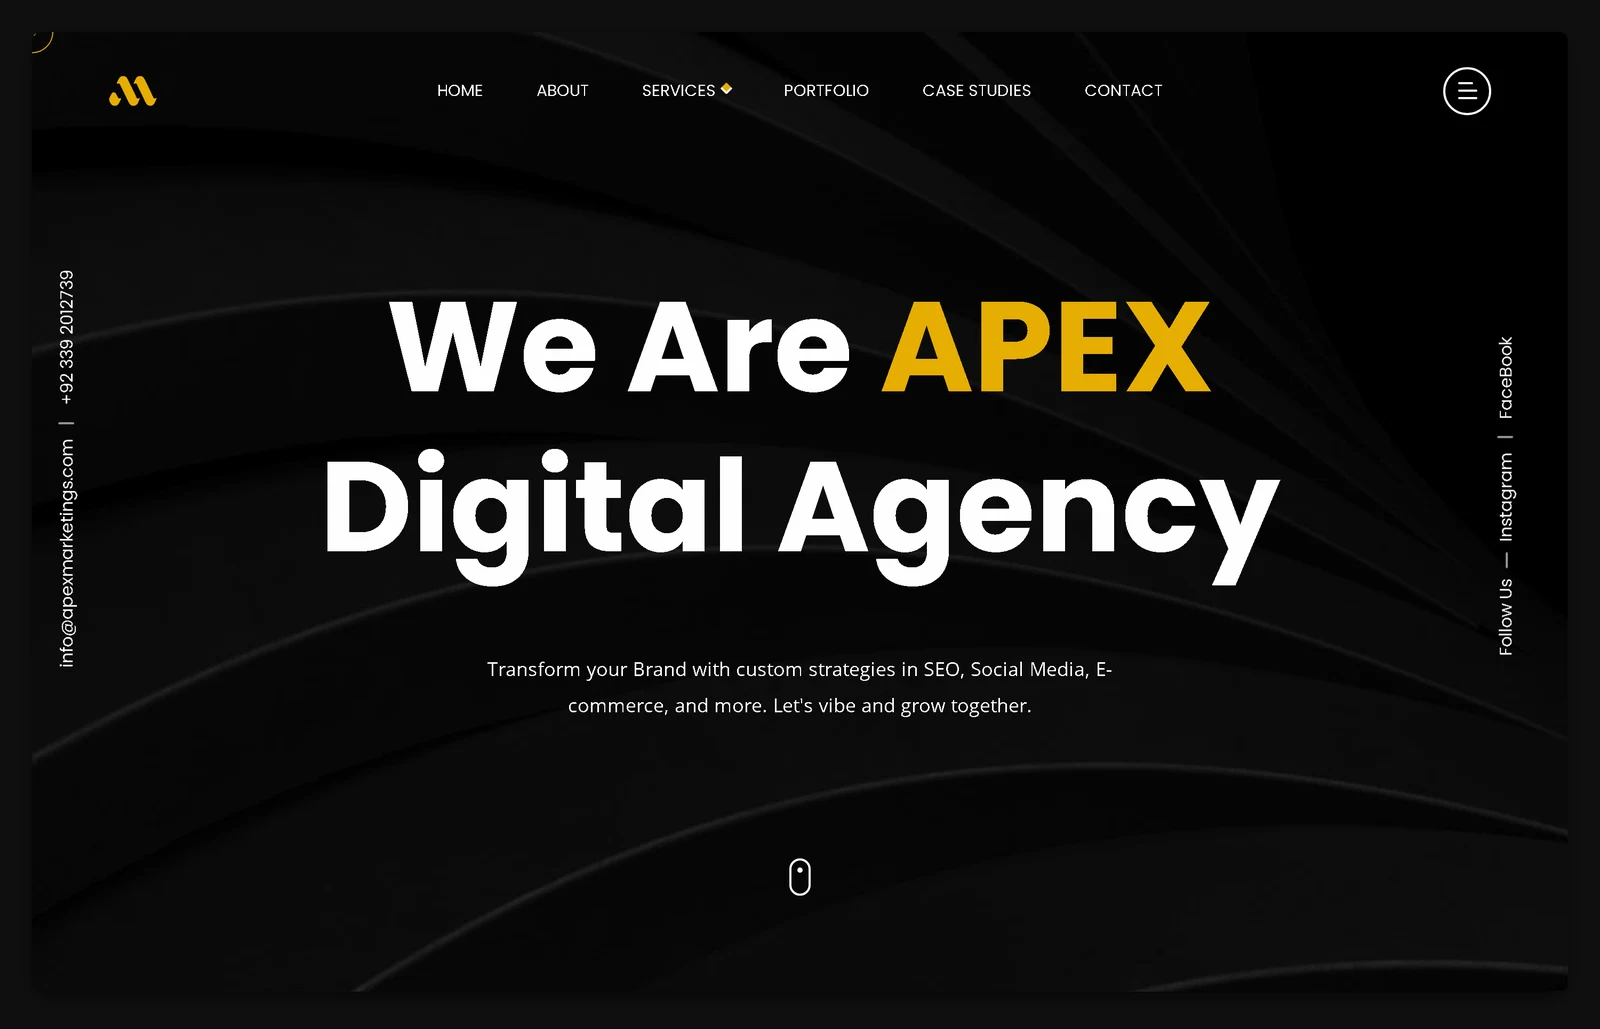 HOME ABOUT SERVICES PORTFOLIO CASE STUDIES CONTACT
info@apexmarketings.com | +92 339 2012739
We Are APEX
Digital Agency
Transform your Brand with custom strategies in SEO, Social Media, E-
commerce, and more. Let's vibe and grow together.
Follow Us — Instagram | FaceBook